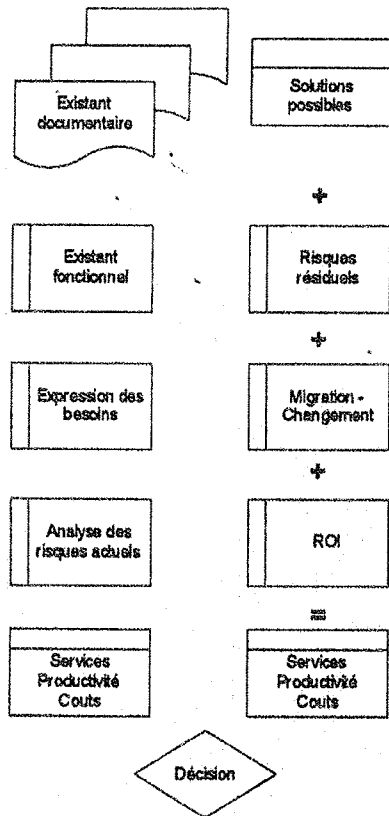 Existant
documentaire
Solutions
possibles
+
Existant
fonctionnel
Risques
résiduels
+
Expression des
besoins
Migration -
Changement
+
Analyse des
risques actuels
ROI
=
Services
Productivité
Couts
Services
Productivité
Couts
Décision